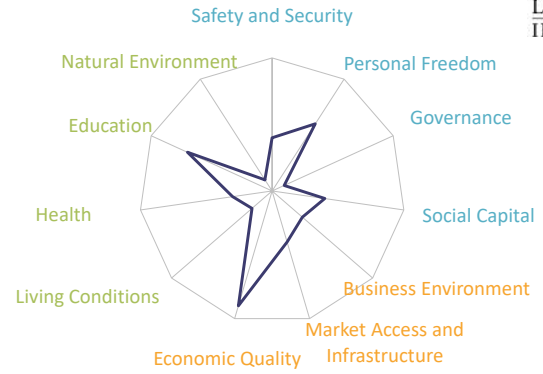 Safety and Security
Natural Environment
Personal Freedom
Education
Governance
Health
Social Capital
Living Conditions
Business Environment
Market Access and
Infrastructure
Economic Quality